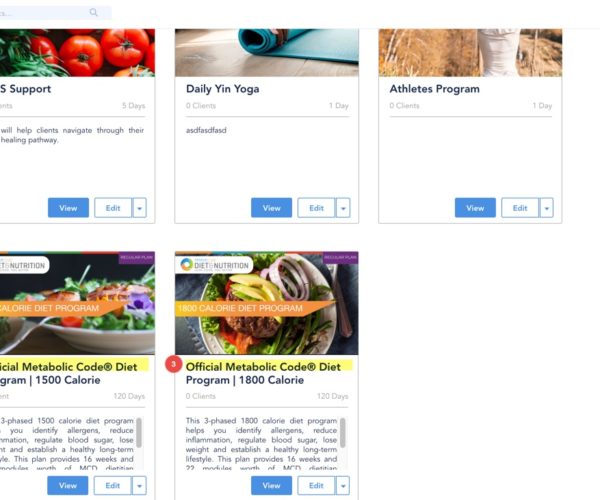 S Support
Daily Yin Yoga
Athletes Program
5 Days
0 Clients
1 Day
0 Clients
1 Day
will help clients navigate through their
healing pathway.
asdfasdfasd
View
Edit
View
Edit
View
Edit
DIET&NUTRITION
REGULAR PLAN
CALORIE DIET PROGRAM
DIET&NUTRITION
REGULAR PLAN
1800 CALORIE DIET PROGRAM
3
icial Metabolic Code® Diet
gram | 1500 Calorie
120 Days
3-phased 1500 calorie diet program
you identify allergens, reduce
mmation, regulate blood sugar, lose
and establish a healthy long-term
lifestyle. This plan provides 16 weeks and
modules worth of MCD dietitian
View
Edit
Official Metabolic Code® Diet
Program | 1800 Calorie
0 Clients
120 Days
This 3-phased 1800 calorie diet program
helps you identify allergens, reduce
inflammation, regulate blood sugar, lose
weight and establish a healthy long-term
lifestyle. This plan provides 16 weeks and
22 modules worth of MCD dietitian
View
Edit